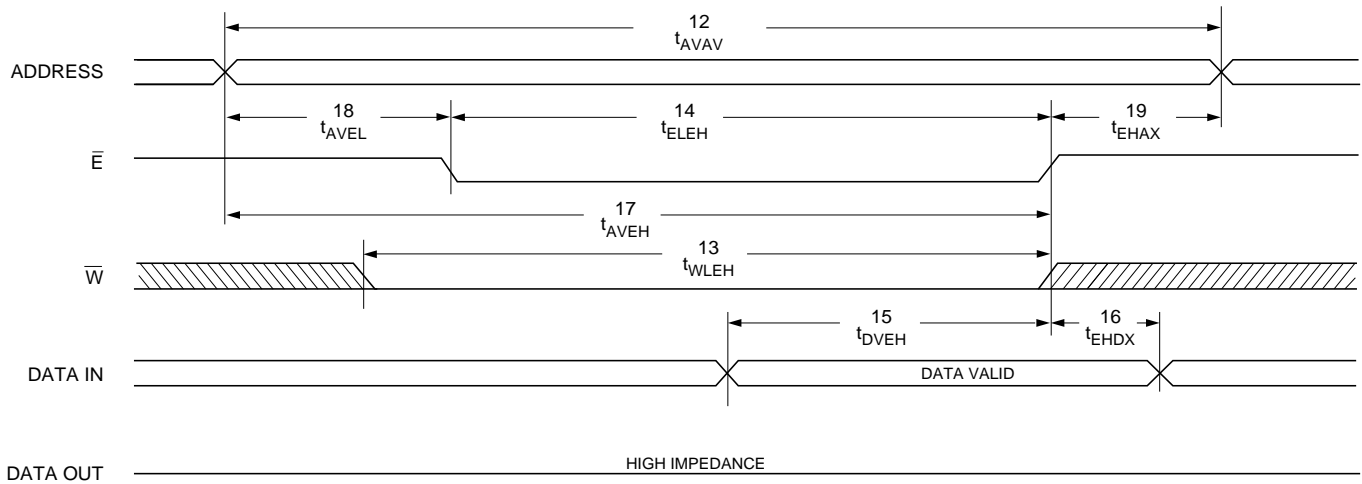 12
tAVAV
ADDRESS
18
tAVEL
14
tELEH
19
tEHAX
E̅
17
tAVEH
13
tWLEH
W̅
15
tDVEH
16
tEHDX
DATA IN
DATA VALID
DATA OUT
HIGH IMPEDANCE